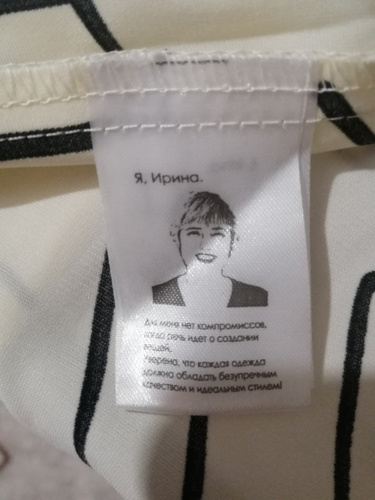 Я, Ирина.
Для меня нет компромиссов,
когда речь идет о создании
вещей.
Уверена, что каждая одежда
должна обладать безупречным
качеством и идеальным стилем!